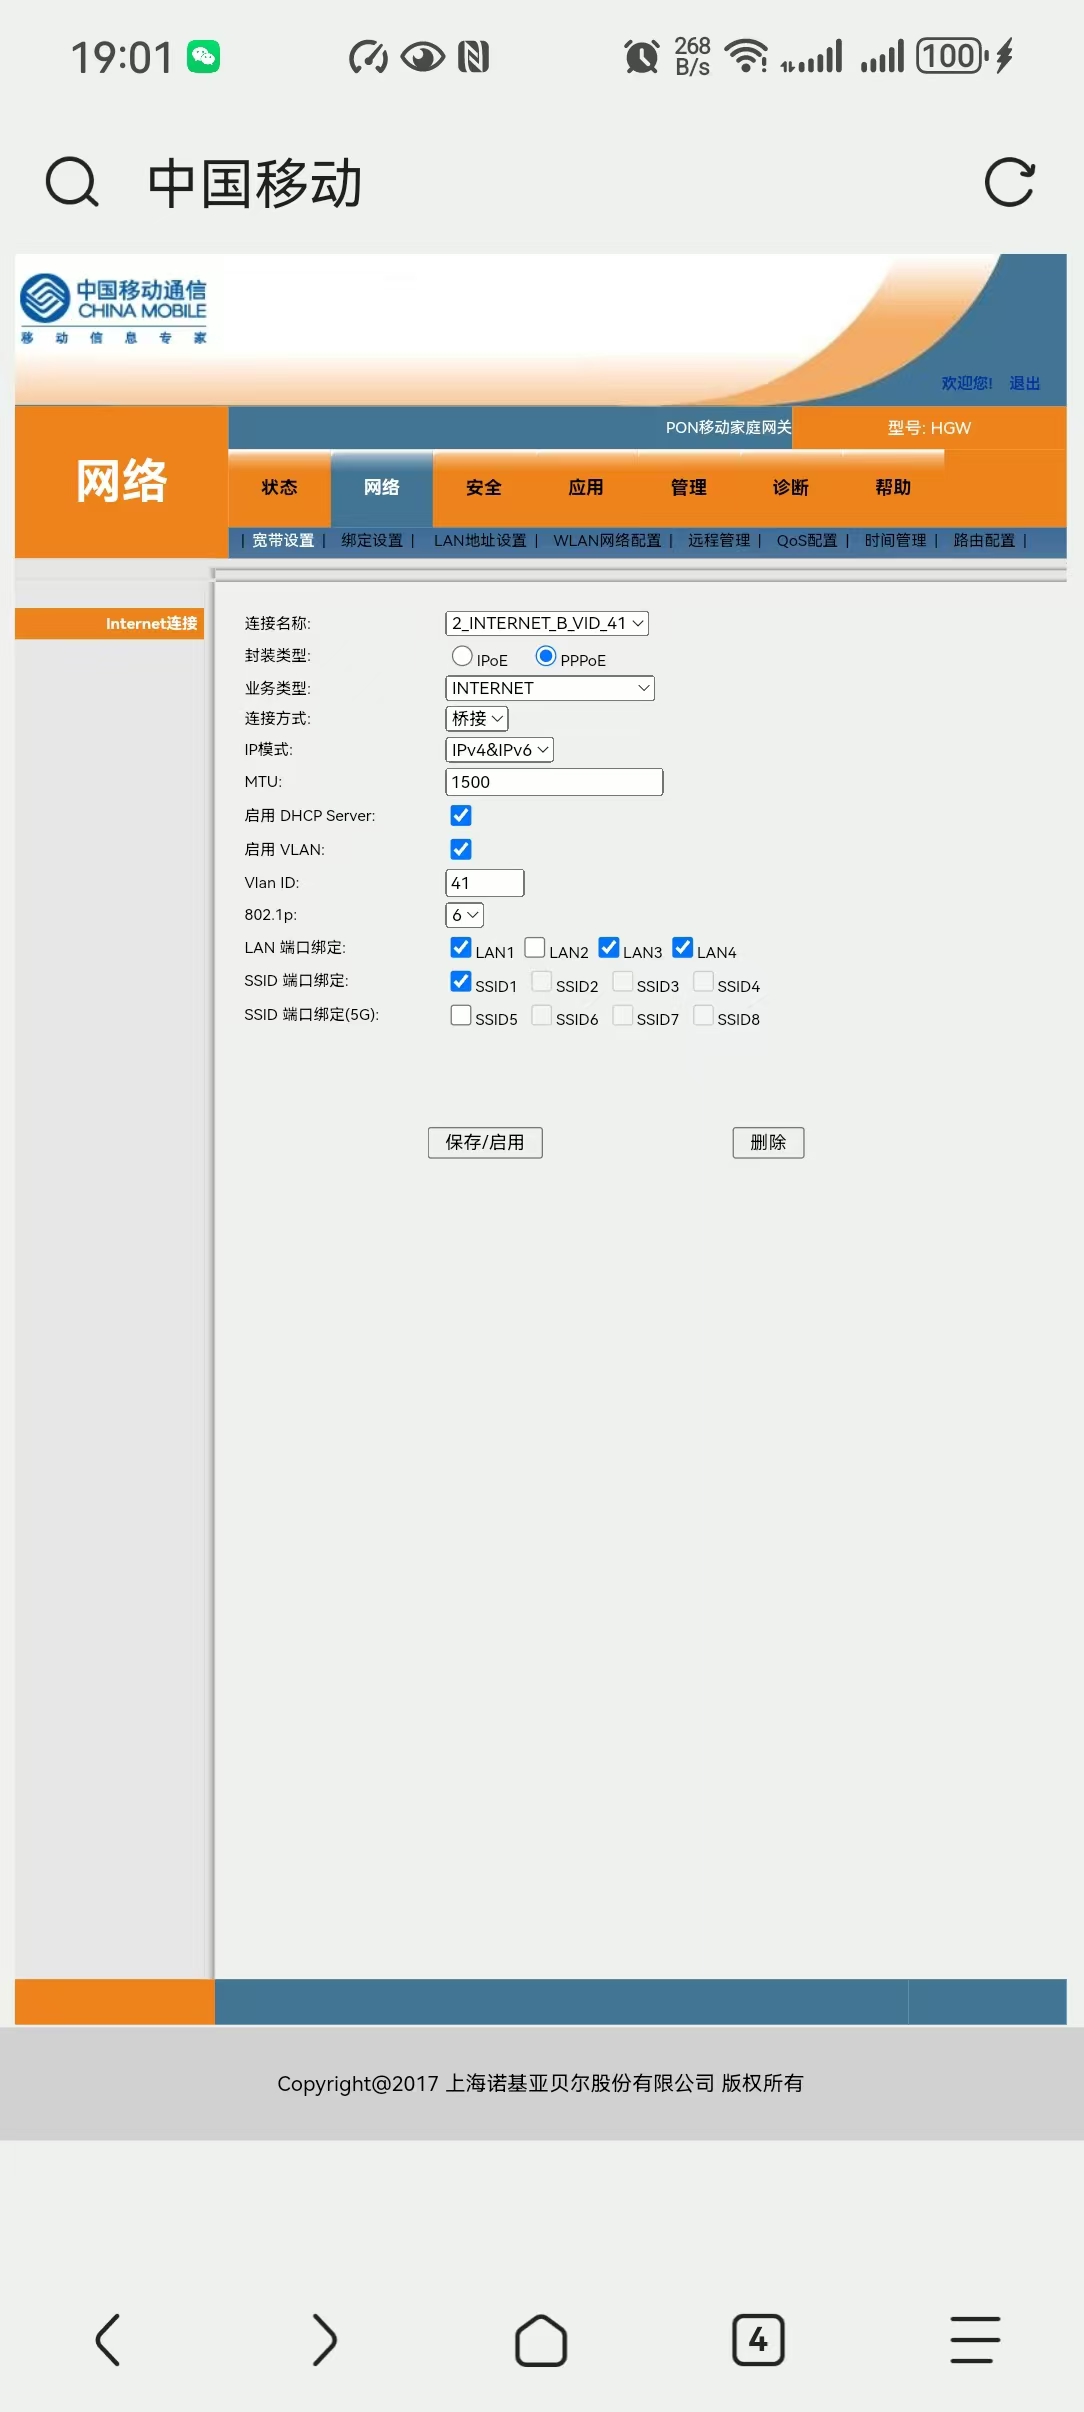 19:01
268 B/s
100
中国移动
中国移动通信
CHINA MOBILE
移动信息专家
欢迎您! 退出
PON移动家庭网关 型号: HGW
网络
状态 网络 安全 应用 管理 诊断 帮助
| 宽带设置 | 绑定设置 | LAN地址设置 | WLAN网络配置 | 远程管理 | QoS配置 | 时间管理 | 路由配置 |
Internet连接
连接名称: 2_INTERNET_B_VID_41
封装类型: IPoE PPPoE
业务类型: INTERNET
连接方式: 桥接
IP模式: IPv4&IPv6
MTU: 1500
启用 DHCP Server:
启用 VLAN:
Vlan ID: 41
802.1p: 6
LAN 端口绑定: LAN1 LAN2 LAN3 LAN4
SSID 端口绑定: SSID1 SSID2 SSID3 SSID4
SSID 端口绑定(5G): SSID5 SSID6 SSID7 SSID8
保存/启用 删除
Copyright@2017 上海诺基亚贝尔股份有限公司 版权所有
4